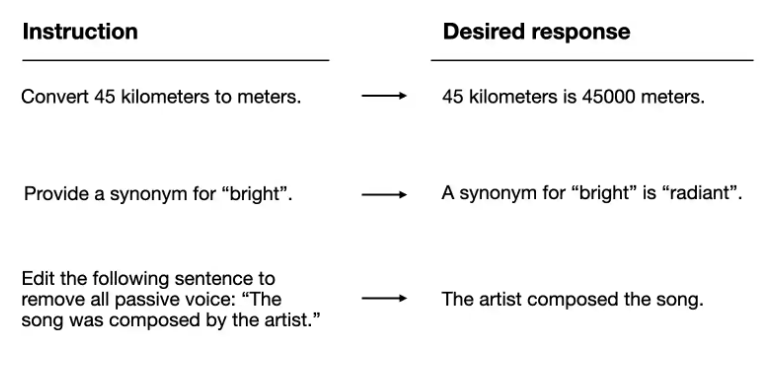 Instruction
Desired response
Convert 45 kilometers to meters.
45 kilometers is 45000 meters.
Provide a synonym for “bright”.
A synonym for “bright” is “radiant”.
Edit the following sentence to
remove all passive voice: “The
song was composed by the artist.”
The artist composed the song.